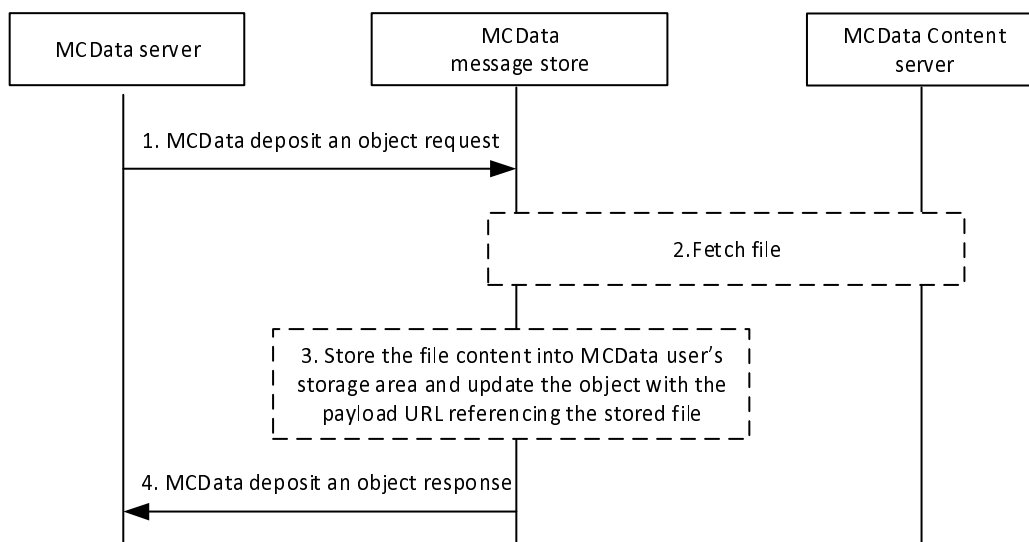 MCData server
MCData
message store
MCData Content
server
1. MCData deposit an object request
2.Fetch file
3. Store the file content into MCData user’s
storage area and update the object with the
payload URL referencing the stored file
4. MCData deposit an object response